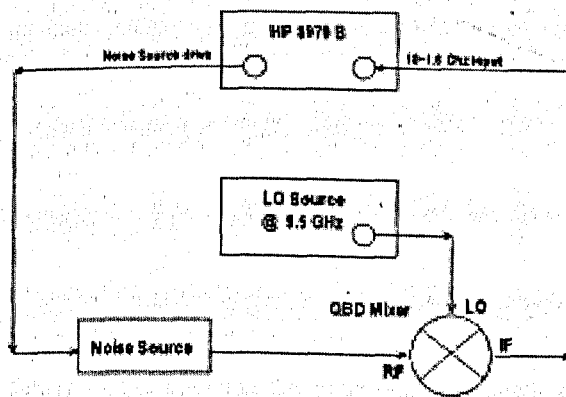 HP 8970 B
Noise Source drive
10-1.6 Ghz Input
LO Source
@ 5.5 GHz
QBD Mixer
LO
Noise Source
RF
IF